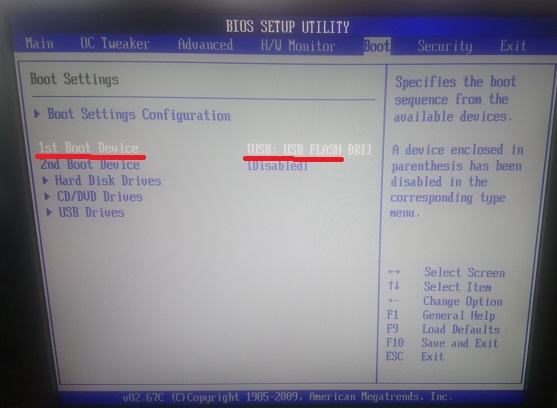 BIOS SETUP UTILITY
Main OC Tweaker Advanced H/W Monitor Boot Security Exit
Boot Settings
Boot Settings Configuration
1st Boot Device [USB: USB FLASH DRI]
2nd Boot Device [Disabled]
Hard Disk Drives
CD/DVD Drives
USB Drives
Specifies the boot
sequence from the
available devices.
A device enclosed in
parenthesis has been
disabled in the
corresponding type
menu.
↔ Select Screen
↑↓ Select Item
+- Change Option
F1 General Help
F9 Load Defaults
F10 Save and Exit
ESC Exit
v02.67C (C)Copyright 1985-2009, American Megatrends, Inc.